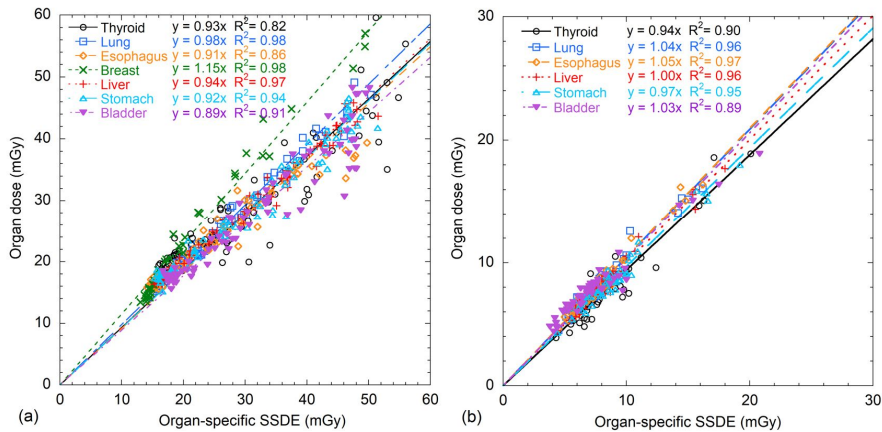 60
50
40
30
20
10
0
Organ dose (mGy)
Thyroid y = 0.93x R² = 0.82
Lung y = 0.98x R² = 0.98
Esophagus y = 0.91x R² = 0.86
Breast y = 1.15x R² = 0.98
Liver y = 0.94x R² = 0.97
Stomach y = 0.92x R² = 0.94
Bladder y = 0.89x R² = 0.91
0 10 20 30 40 50 60
(a) Organ-specific SSDE (mGy)
30
20
10
0
Organ dose (mGy)
Thyroid y = 0.94x R² = 0.90
Lung y = 1.04x R² = 0.96
Esophagus y = 1.05x R² = 0.97
Liver y = 1.00x R² = 0.96
Stomach y = 0.97x R² = 0.95
Bladder y = 1.03x R² = 0.89
0 10 20 30
(b) Organ-specific SSDE (mGy)